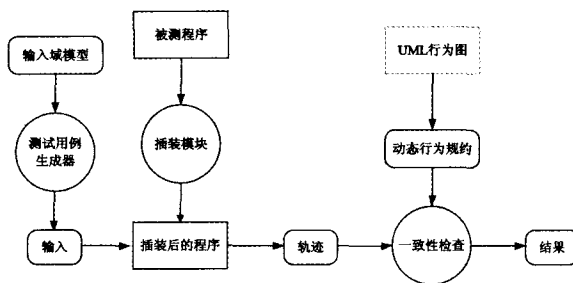 被测程序
输入域模型
UML行为图
测试用例
生成器
插装模块
动态行为规约
输入
插装后的程序
轨迹
一致性检查
结果